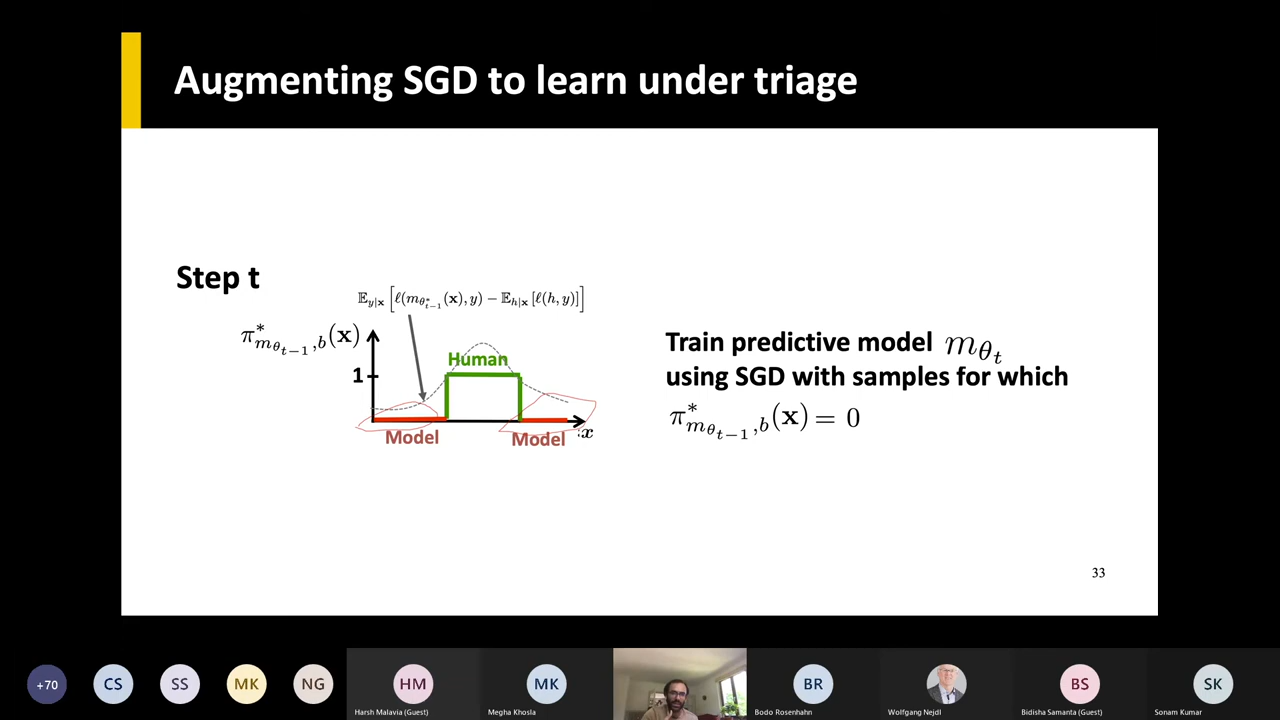 Augmenting SGD to learn under triage
Step t
𝔼_{y|𝐱} [ℓ(m_{θ*_{t−1}}(𝐱), y) − 𝔼_{h|𝐱} [ℓ(h, y)]]
π*_{m_{θ_{t−1}},b}(𝐱)
Human
1
Model
Model
x
Train predictive model m_{θ_t}
using SGD with samples for which
π*_{m_{θ_{t−1}},b}(𝐱) = 0
33
+70
CS
SS
MK
NG
HM
MK
BR
BS
SK
Harsh Malavia (Guest)
Megha Khosla
Bodo Rosenhahn
Wolfgang Nejdl
Bidisha Samanta (Guest)
Sonam Kumar